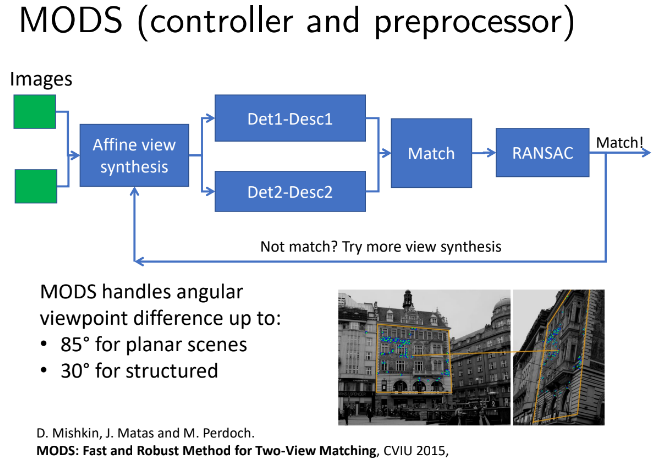 MODS (controller and preprocessor)
Images
Affine view
synthesis
Det1-Desc1
Det2-Desc2
Match
RANSAC
Match!
Not match? Try more view synthesis
MODS handles angular
viewpoint difference up to:
• 85° for planar scenes
• 30° for structured
D. Mishkin, J. Matas and M. Perdoch.
MODS: Fast and Robust Method for Two-View Matching, CVIU 2015,